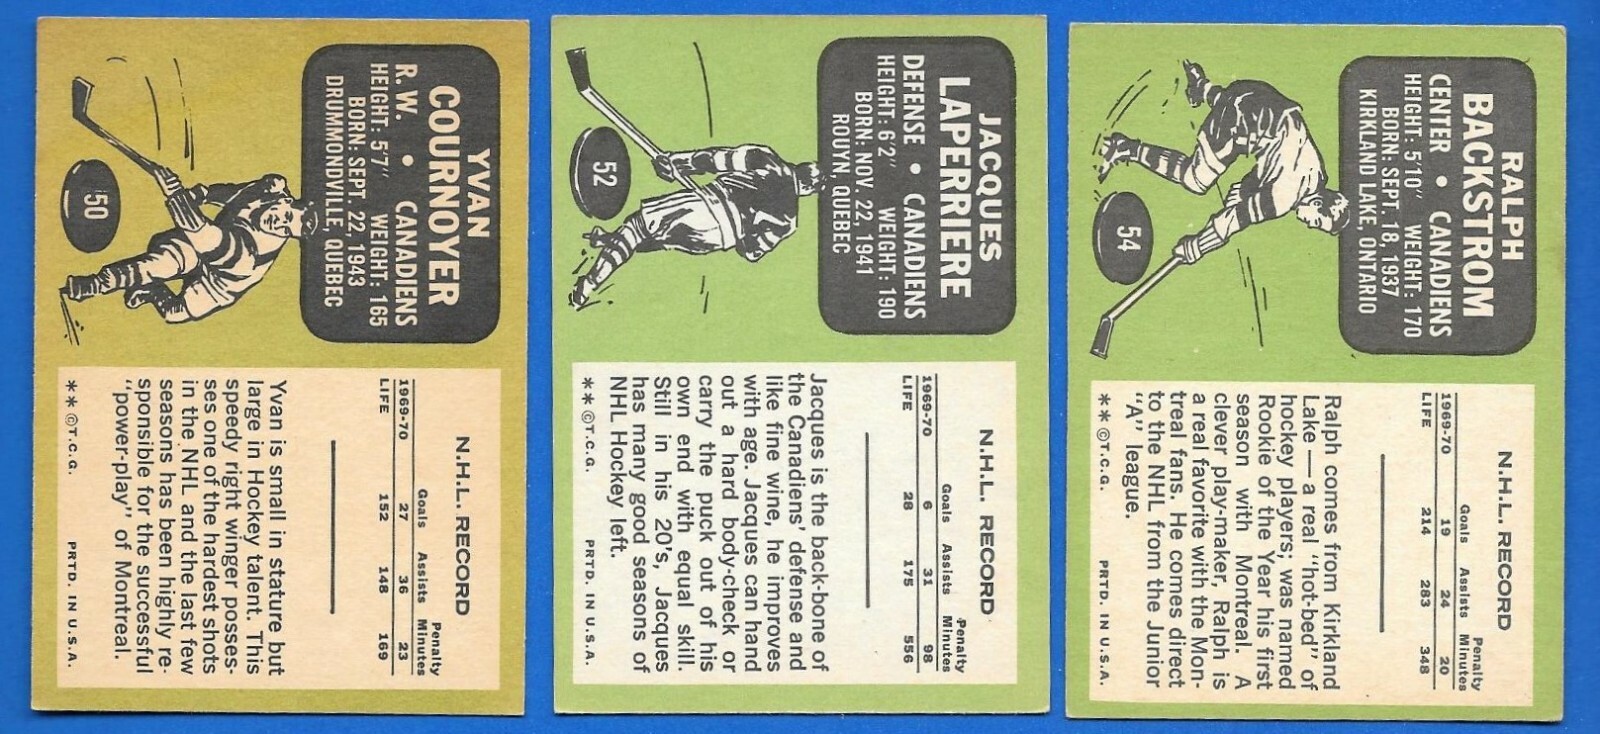 YVAN
COURNOYER
R.W. • CANADIENS
HEIGHT: 5'7" WEIGHT: 165
BORN: SEPT. 22, 1943
DRUMMONDVILLE, QUEBEC
50
N.H.L. RECORD
Goals Assists Penalty Minutes
1969-70 27 36 23
LIFE 152 148 169
Yvan is small in stature but
large in Hockey talent. This
speedy right winger posses-
ses one of the hardest shots
in the NHL and the last few
seasons has been highly re-
sponsible for the successful
"power-play" of Montreal.
**©T.C.G. PRTD. IN U.S.A.
JACQUES
LAPERRIERE
DEFENSE • CANADIENS
HEIGHT: 6'2" WEIGHT: 190
BORN: NOV. 22, 1941
ROUYN, QUEBEC
52
N.H.L. RECORD
Goals Assists Penalty Minutes
1969-70 6 31 98
LIFE 28 175 556
Jacques is the back-bone of
the Canadiens' defense and
like fine wine, he improves
with age. Jacques can hand
out a hard body-check or
carry the puck out of his
own end with equal skill.
Still in his 20's, Jacques
has many good seasons of
NHL Hockey left.
**©T.C.G. PRTD. IN U.S.A.
RALPH
BACKSTROM
CENTER • CANADIENS
HEIGHT: 5'10" WEIGHT: 170
BORN: SEPT. 18, 1937
KIRKLAND LAKE, ONTARIO
54
N.H.L. RECORD
Goals Assists Penalty Minutes
1969-70 19 24 20
LIFE 214 283 348
Ralph comes from Kirkland
Lake — a real "hot-bed" of
hockey players; was named
Rookie of the Year his first
season with Montreal. A
clever play-maker, Ralph is
a real favorite with the Mon-
treal fans. He comes direct
to the NHL from the Junior
"A" league.
**©T.C.G. PRTD. IN U.S.A.